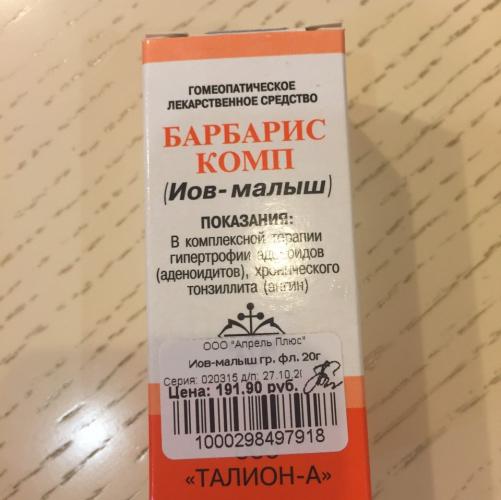 ГОМЕОПАТИЧЕСКОЕ
ЛЕКАРСТВЕННОЕ СРЕДСТВО
БАРБАРИС
КОМП
(Иов-малыш)
ПОКАЗАНИЯ:
В комплексной терапии
гипертрофии аденоидов
(аденоидитов), хронического
тонзиллита (ангин)
ООО "Апрель Плюс"
Иов-малыш гр. фл. 20г
Серия: 020315 д/п: 27.10.20
Цена: 191.90 руб.
1000298497918
ООО
«ТАЛИОН-А»